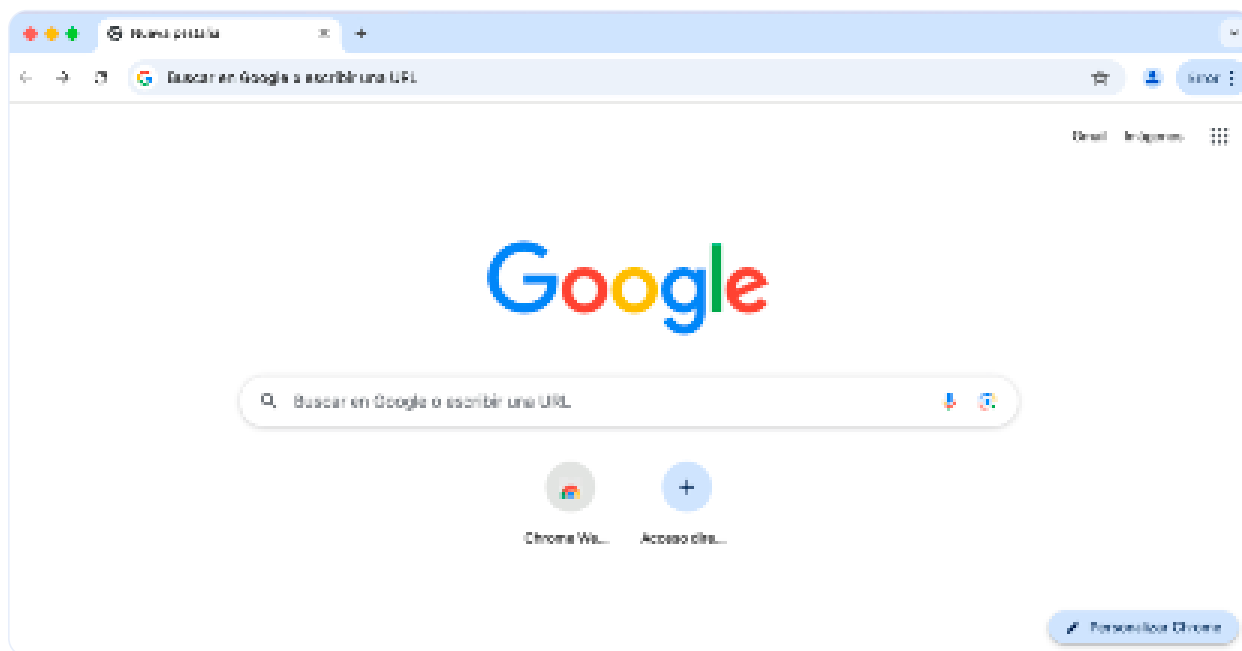 Nueva pestaña
Buscar en Google o escribir una URL
Error
Gmail Imágenes
Google
Buscar en Google o escribir una URL
Chrome We... Acceso dire...
Personalizar Chrome